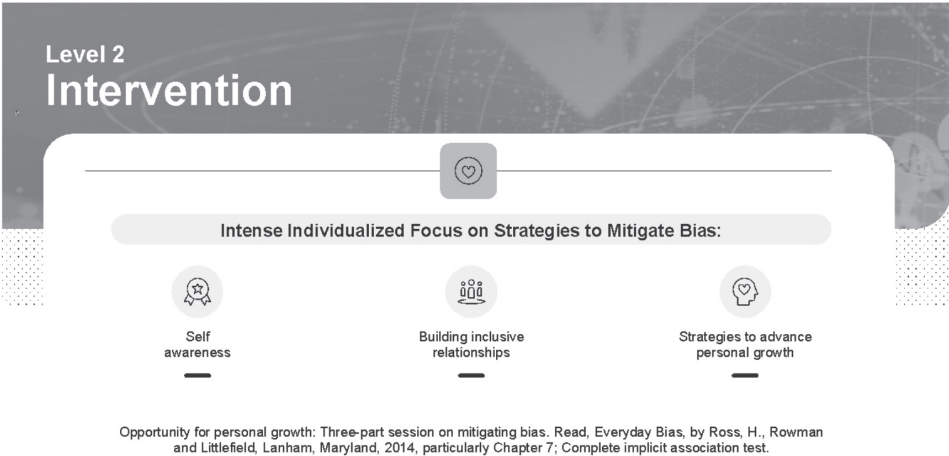 Level 2
Intervention
Intense Individualized Focus on Strategies to Mitigate Bias:
Self
awareness
Building inclusive
relationships
Strategies to advance
personal growth
Opportunity for personal growth: Three-part session on mitigating bias. Read, Everyday Bias, by Ross, H., Rowman
and Littlefield, Lanham, Maryland, 2014, particularly Chapter 7; Complete implicit association test.